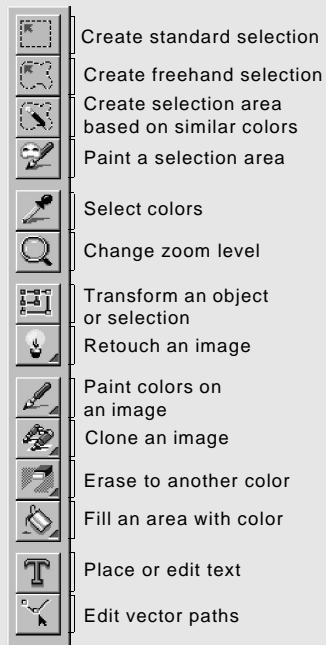 Create standard selection
Create freehand selection
Create selection area
based on similar colors
Paint a selection area
Select colors
Change zoom level
Transform an object
or selection
Retouch an image
Paint colors on
an image
Clone an image
Erase to another color
Fill an area with color
Place or edit text
Edit vector paths